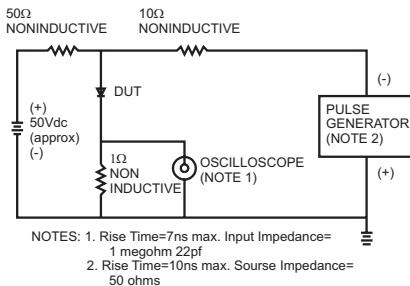 50Ω
NONINDUCTIVE
10Ω
NONINDUCTIVE
(+)
50Vdc
(approx)
(-)
DUT
1Ω
NON
INDUCTIVE
OSCILLOSCOPE
(NOTE 1)
(-)
PULSE
GENERATOR
(NOTE 2)
(+)
NOTES: 1. Rise Time=7ns max. Input Impedance=
1 megohm 22pf
2. Rise Time=10ns max. Sourse Impedance=
50 ohms